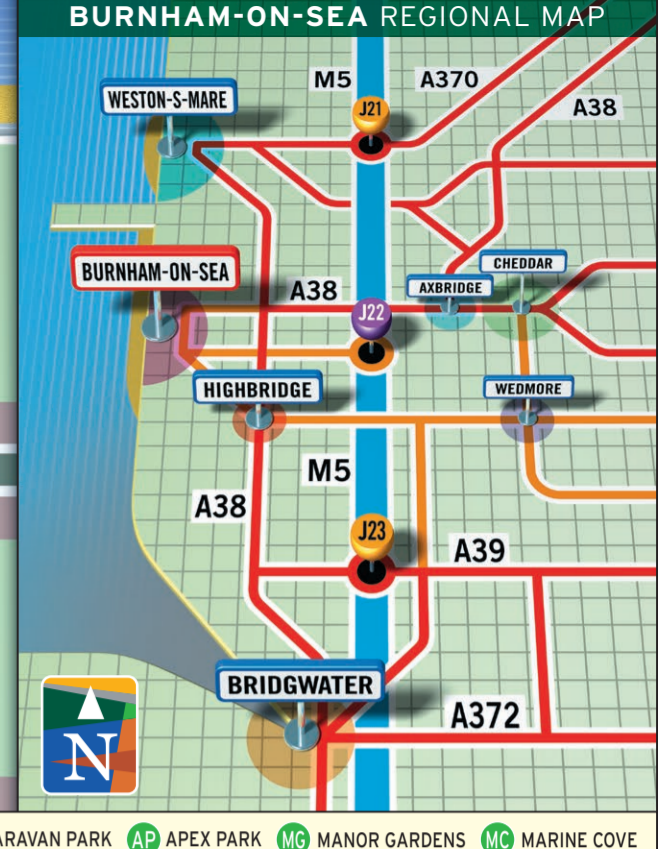 BURNHAM-ON-SEA REGIONAL MAP
M5
A370
WESTON-S-MARE
J21
A38
BURNHAM-ON-SEA
CHEDDAR
A38
AXBRIDGE
J22
HIGHBRIDGE
WEDMORE
M5
A38
J23
A39
BRIDGWATER
A372
N
ARAVAN PARK AP APEX PARK MG MANOR GARDENS MC MARINE COVE